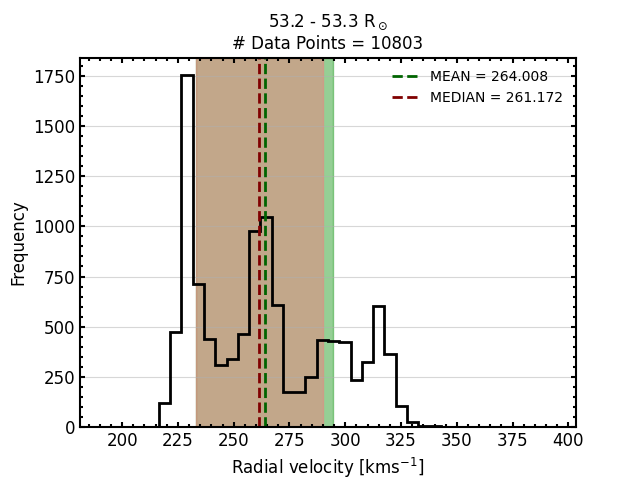 53.2 - 53.3 R⊙
# Data Points = 10803
MEAN = 264.008
MEDIAN = 261.172
1750
1500
1250
1000
750
500
250
0
Frequency
200 225 250 275 300 325 350 375 400
Radial velocity [kms⁻¹]